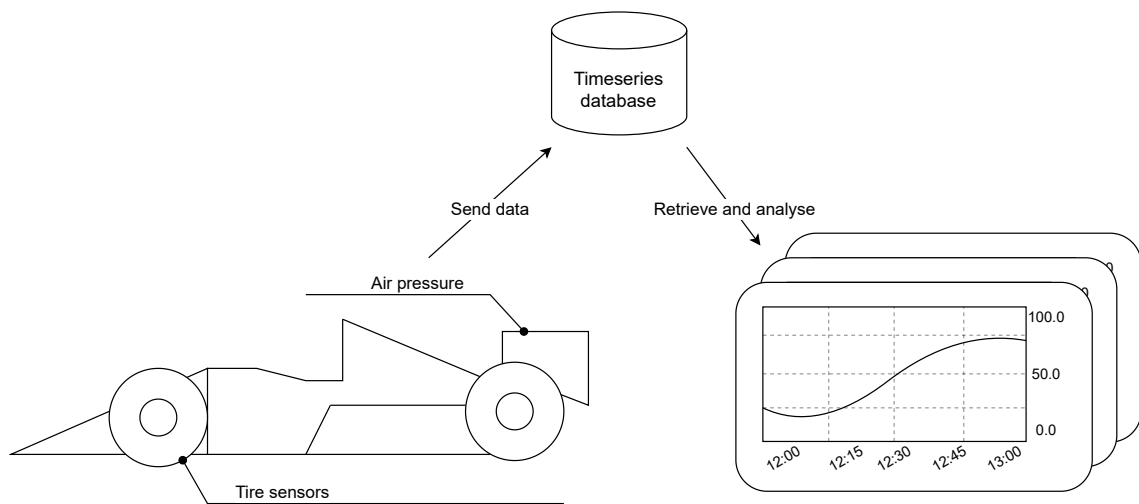 Timeseries
database
Send data
Retrieve and analyse
Air pressure
100.0
50.0
0.0
12:00
12:15
12:30
12:45
13:00
Tire sensors